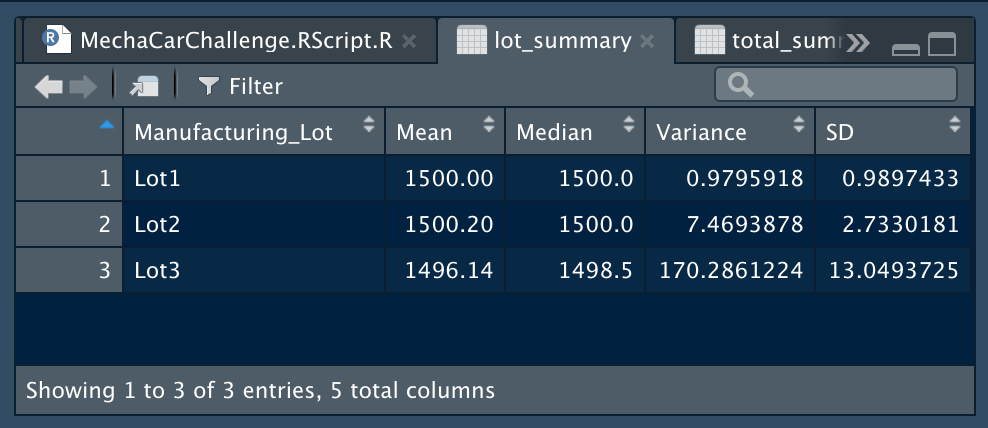 MechaCarChallenge.RScript.R lot_summary total_sum
Filter
Manufacturing_Lot Mean Median Variance SD
1 Lot1 1500.00 1500.0 0.9795918 0.9897433
2 Lot2 1500.20 1500.0 7.4693878 2.7330181
3 Lot3 1496.14 1498.5 170.2861224 13.0493725
Showing 1 to 3 of 3 entries, 5 total columns